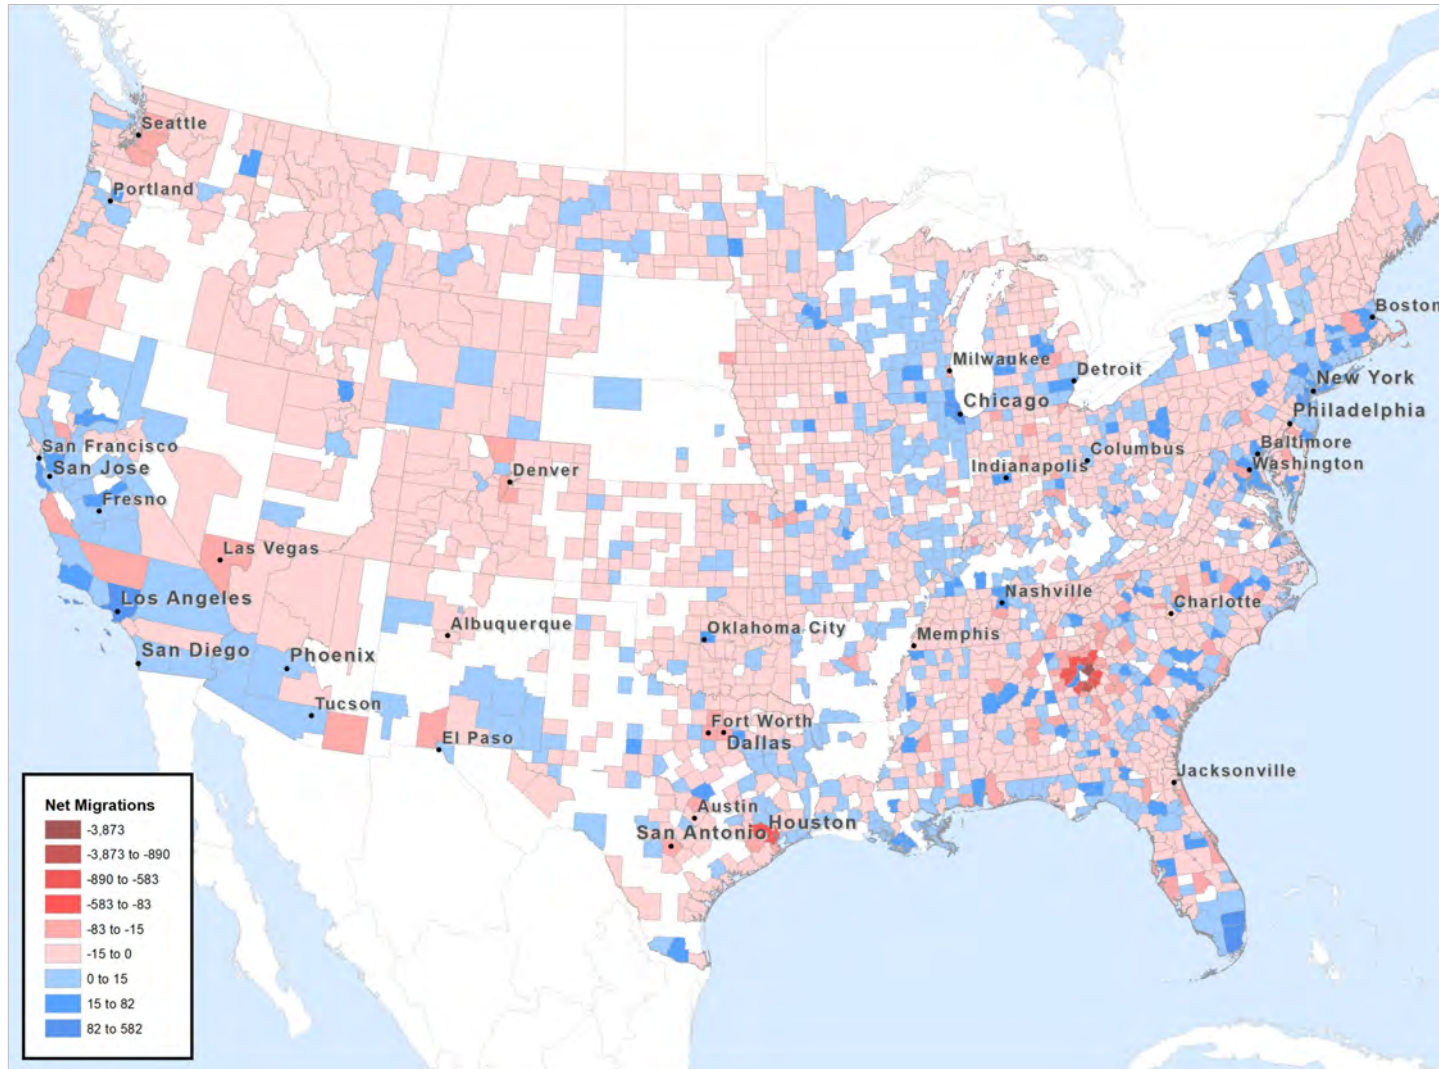 Seattle
Portland
Boston
Milwaukee
Detroit
New York
Chicago
Philadelphia
San Francisco
Columbus
Baltimore
San Jose
Denver
Indianapolis
Washington
Fresno
Las Vegas
Nashville
Los Angeles
Charlotte
Albuquerque
Oklahoma City
Memphis
San Diego
Phoenix
Tucson
Fort Worth
El Paso
Dallas
Jacksonville
Austin
Houston
San Antonio
Net Migrations
-3,873
-3,873 to -890
-890 to -583
-583 to -83
-83 to -15
-15 to 0
0 to 15
15 to 82
82 to 582